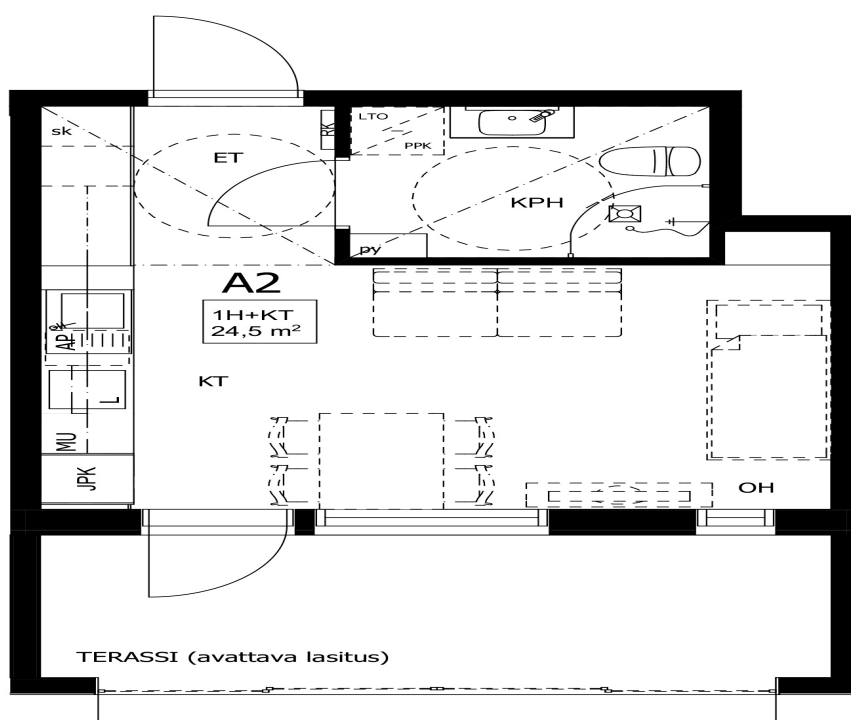 sk
ET
RK
LTO
PPK
KPH
py
A2
1H+KT
24,5 m²
AP
KT
L
MU
JPK
OH
TERASSI (avattava lasitus)